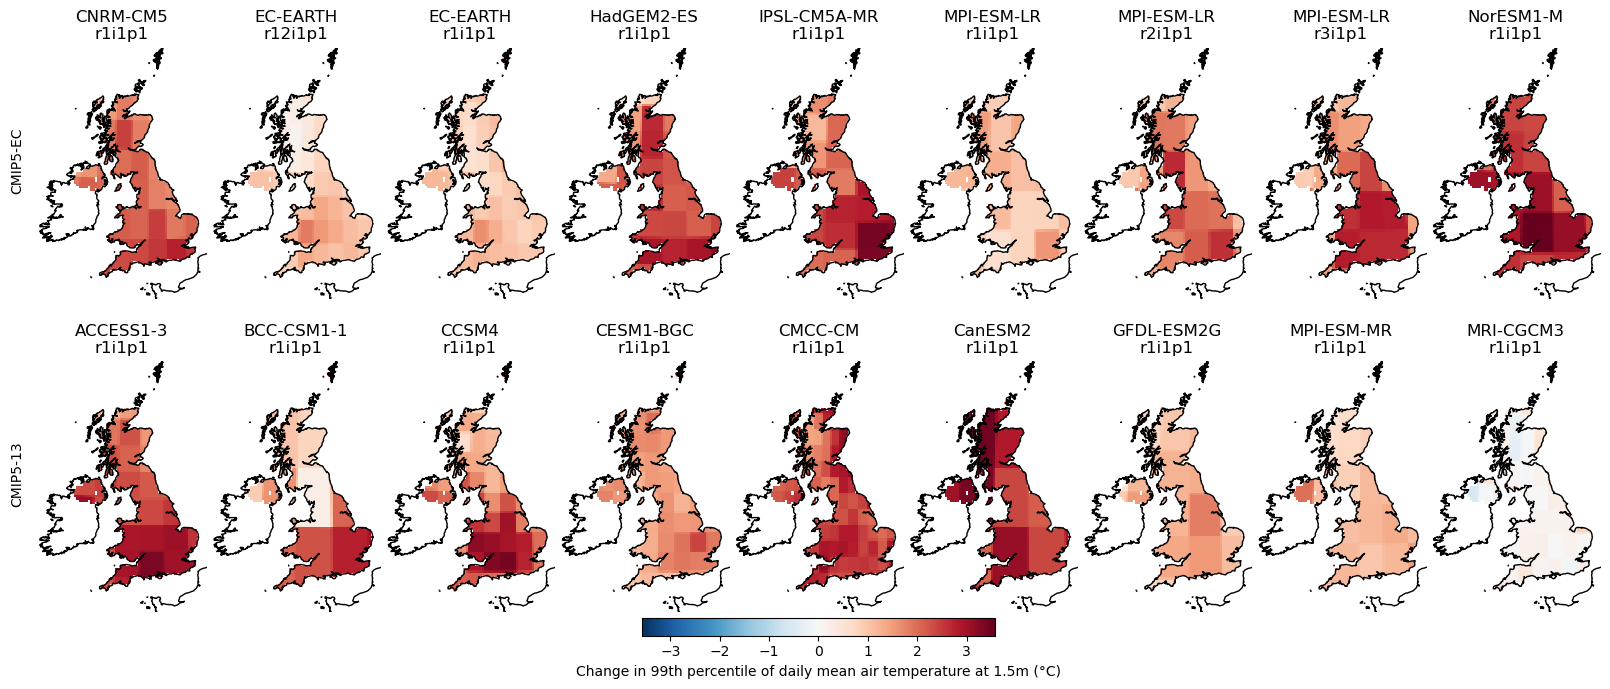 CNRM-CM5 EC-EARTH EC-EARTH HadGEM2-ES IPSL-CM5A-MR MPI-ESM-LR MPI-ESM-LR MPI-ESM-LR NorESM1-M
r1i1p1 r12i1p1 r1i1p1 r1i1p1 r1i1p1 r1i1p1 r2i1p1 r3i1p1 r1i1p1
CMIP5-EC
ACCESS1-3 BCC-CSM1-1 CCSM4 CESM1-BGC CMCC-CM CanESM2 GFDL-ESM2G MPI-ESM-MR MRI-CGCM3
r1i1p1 r1i1p1 r1i1p1 r1i1p1 r1i1p1 r1i1p1 r1i1p1 r1i1p1 r1i1p1
CMIP5-13
−3 −2 −1 0 1 2 3
Change in 99th percentile of daily mean air temperature at 1.5m (°C)